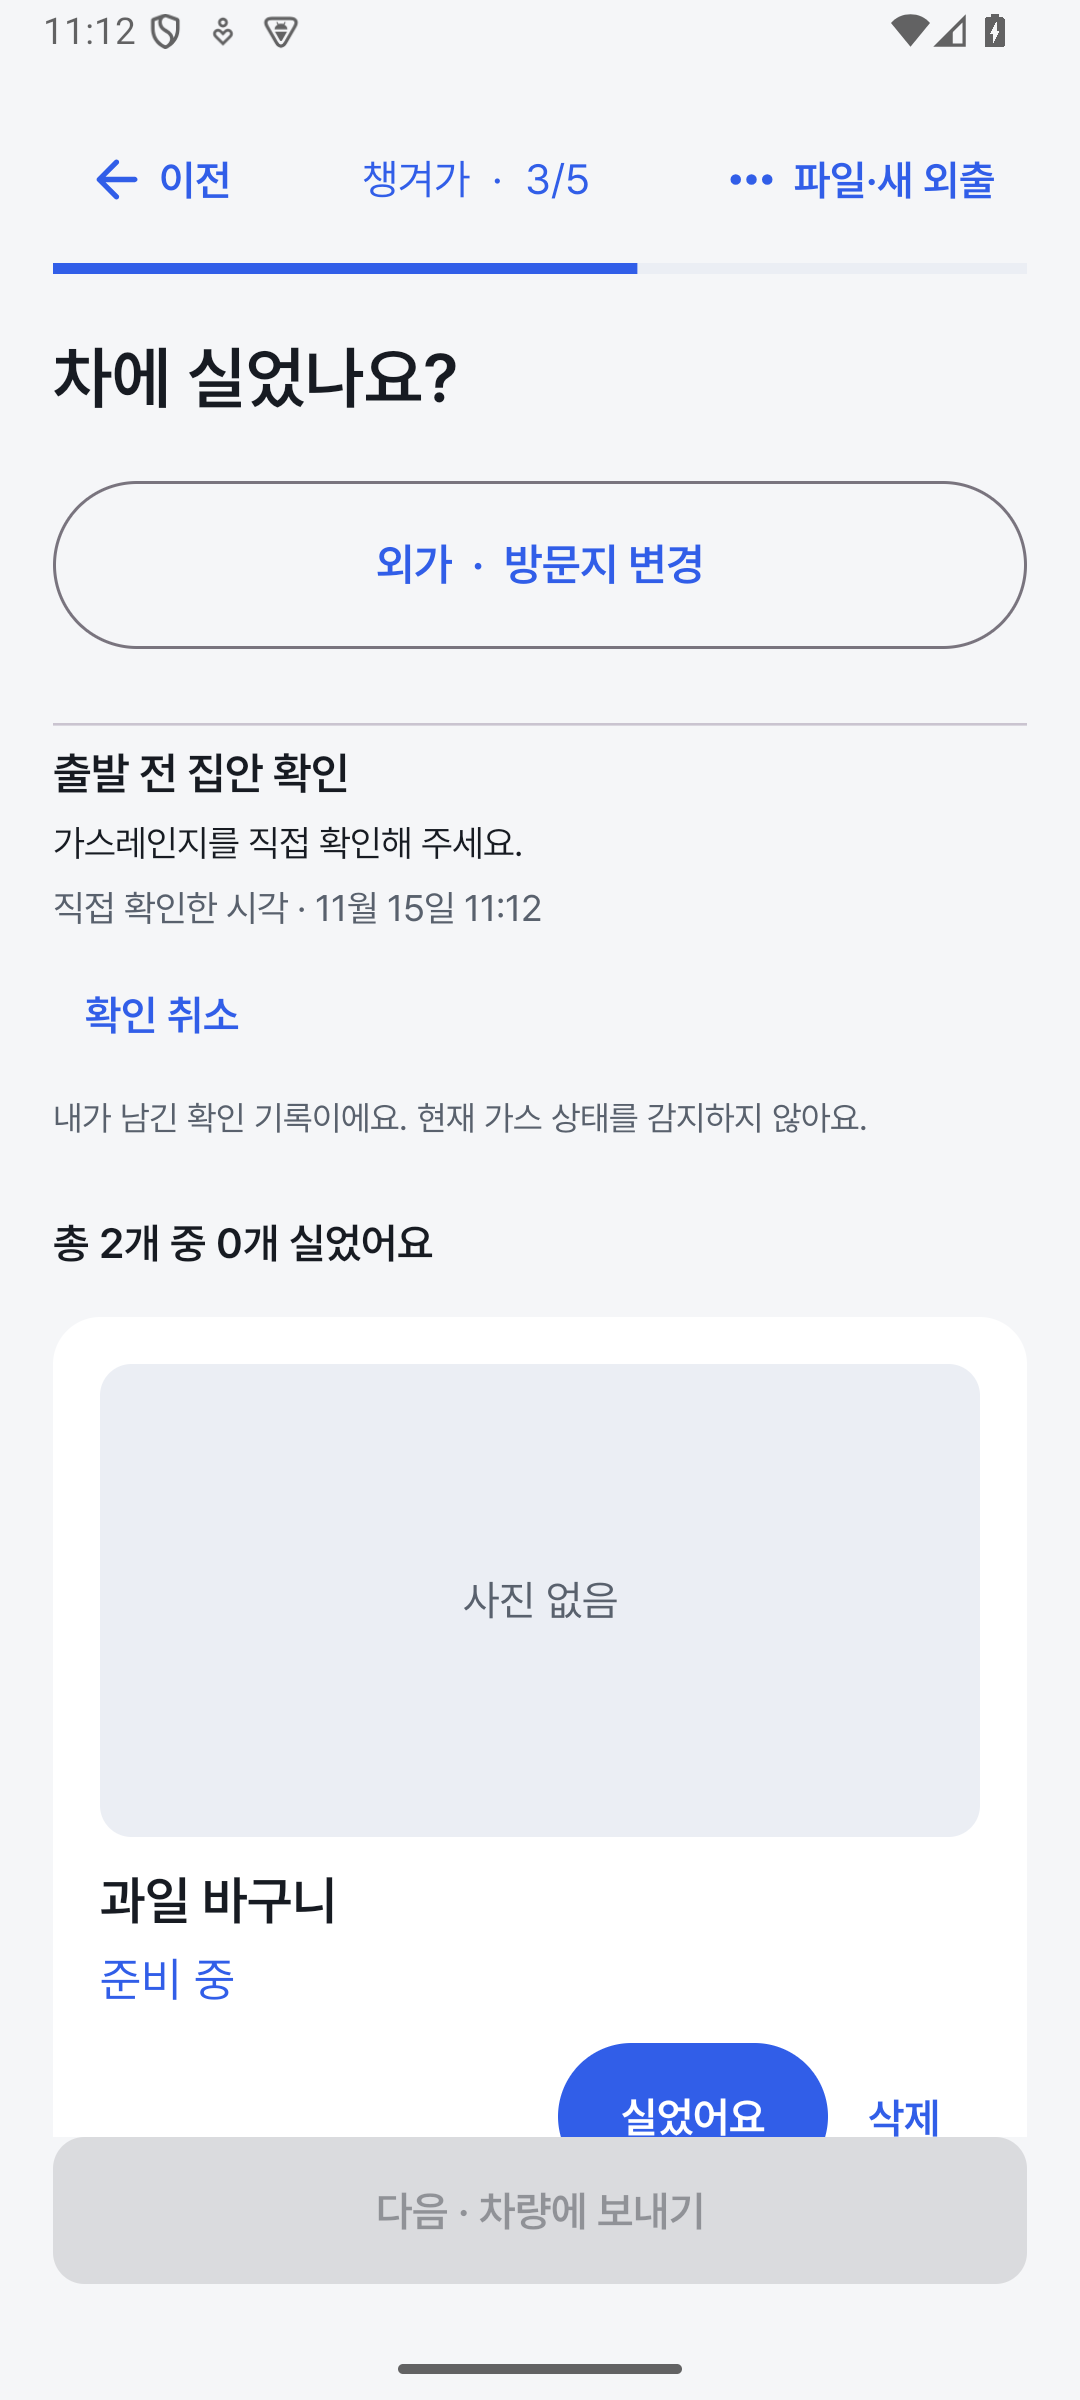 11:12
이전
챙겨가 · 3/5
파일·새 외출
차에 실었나요?
외가 · 방문지 변경
출발 전 집안 확인
가스레인지를 직접 확인해 주세요.
직접 확인한 시각 · 11월 15일 11:12
확인 취소
내가 남긴 확인 기록이에요. 현재 가스 상태를 감지하지 않아요.
총 2개 중 0개 실었어요
사진 없음
과일 바구니
준비 중
실었어요
삭제
다음 · 차량에 보내기